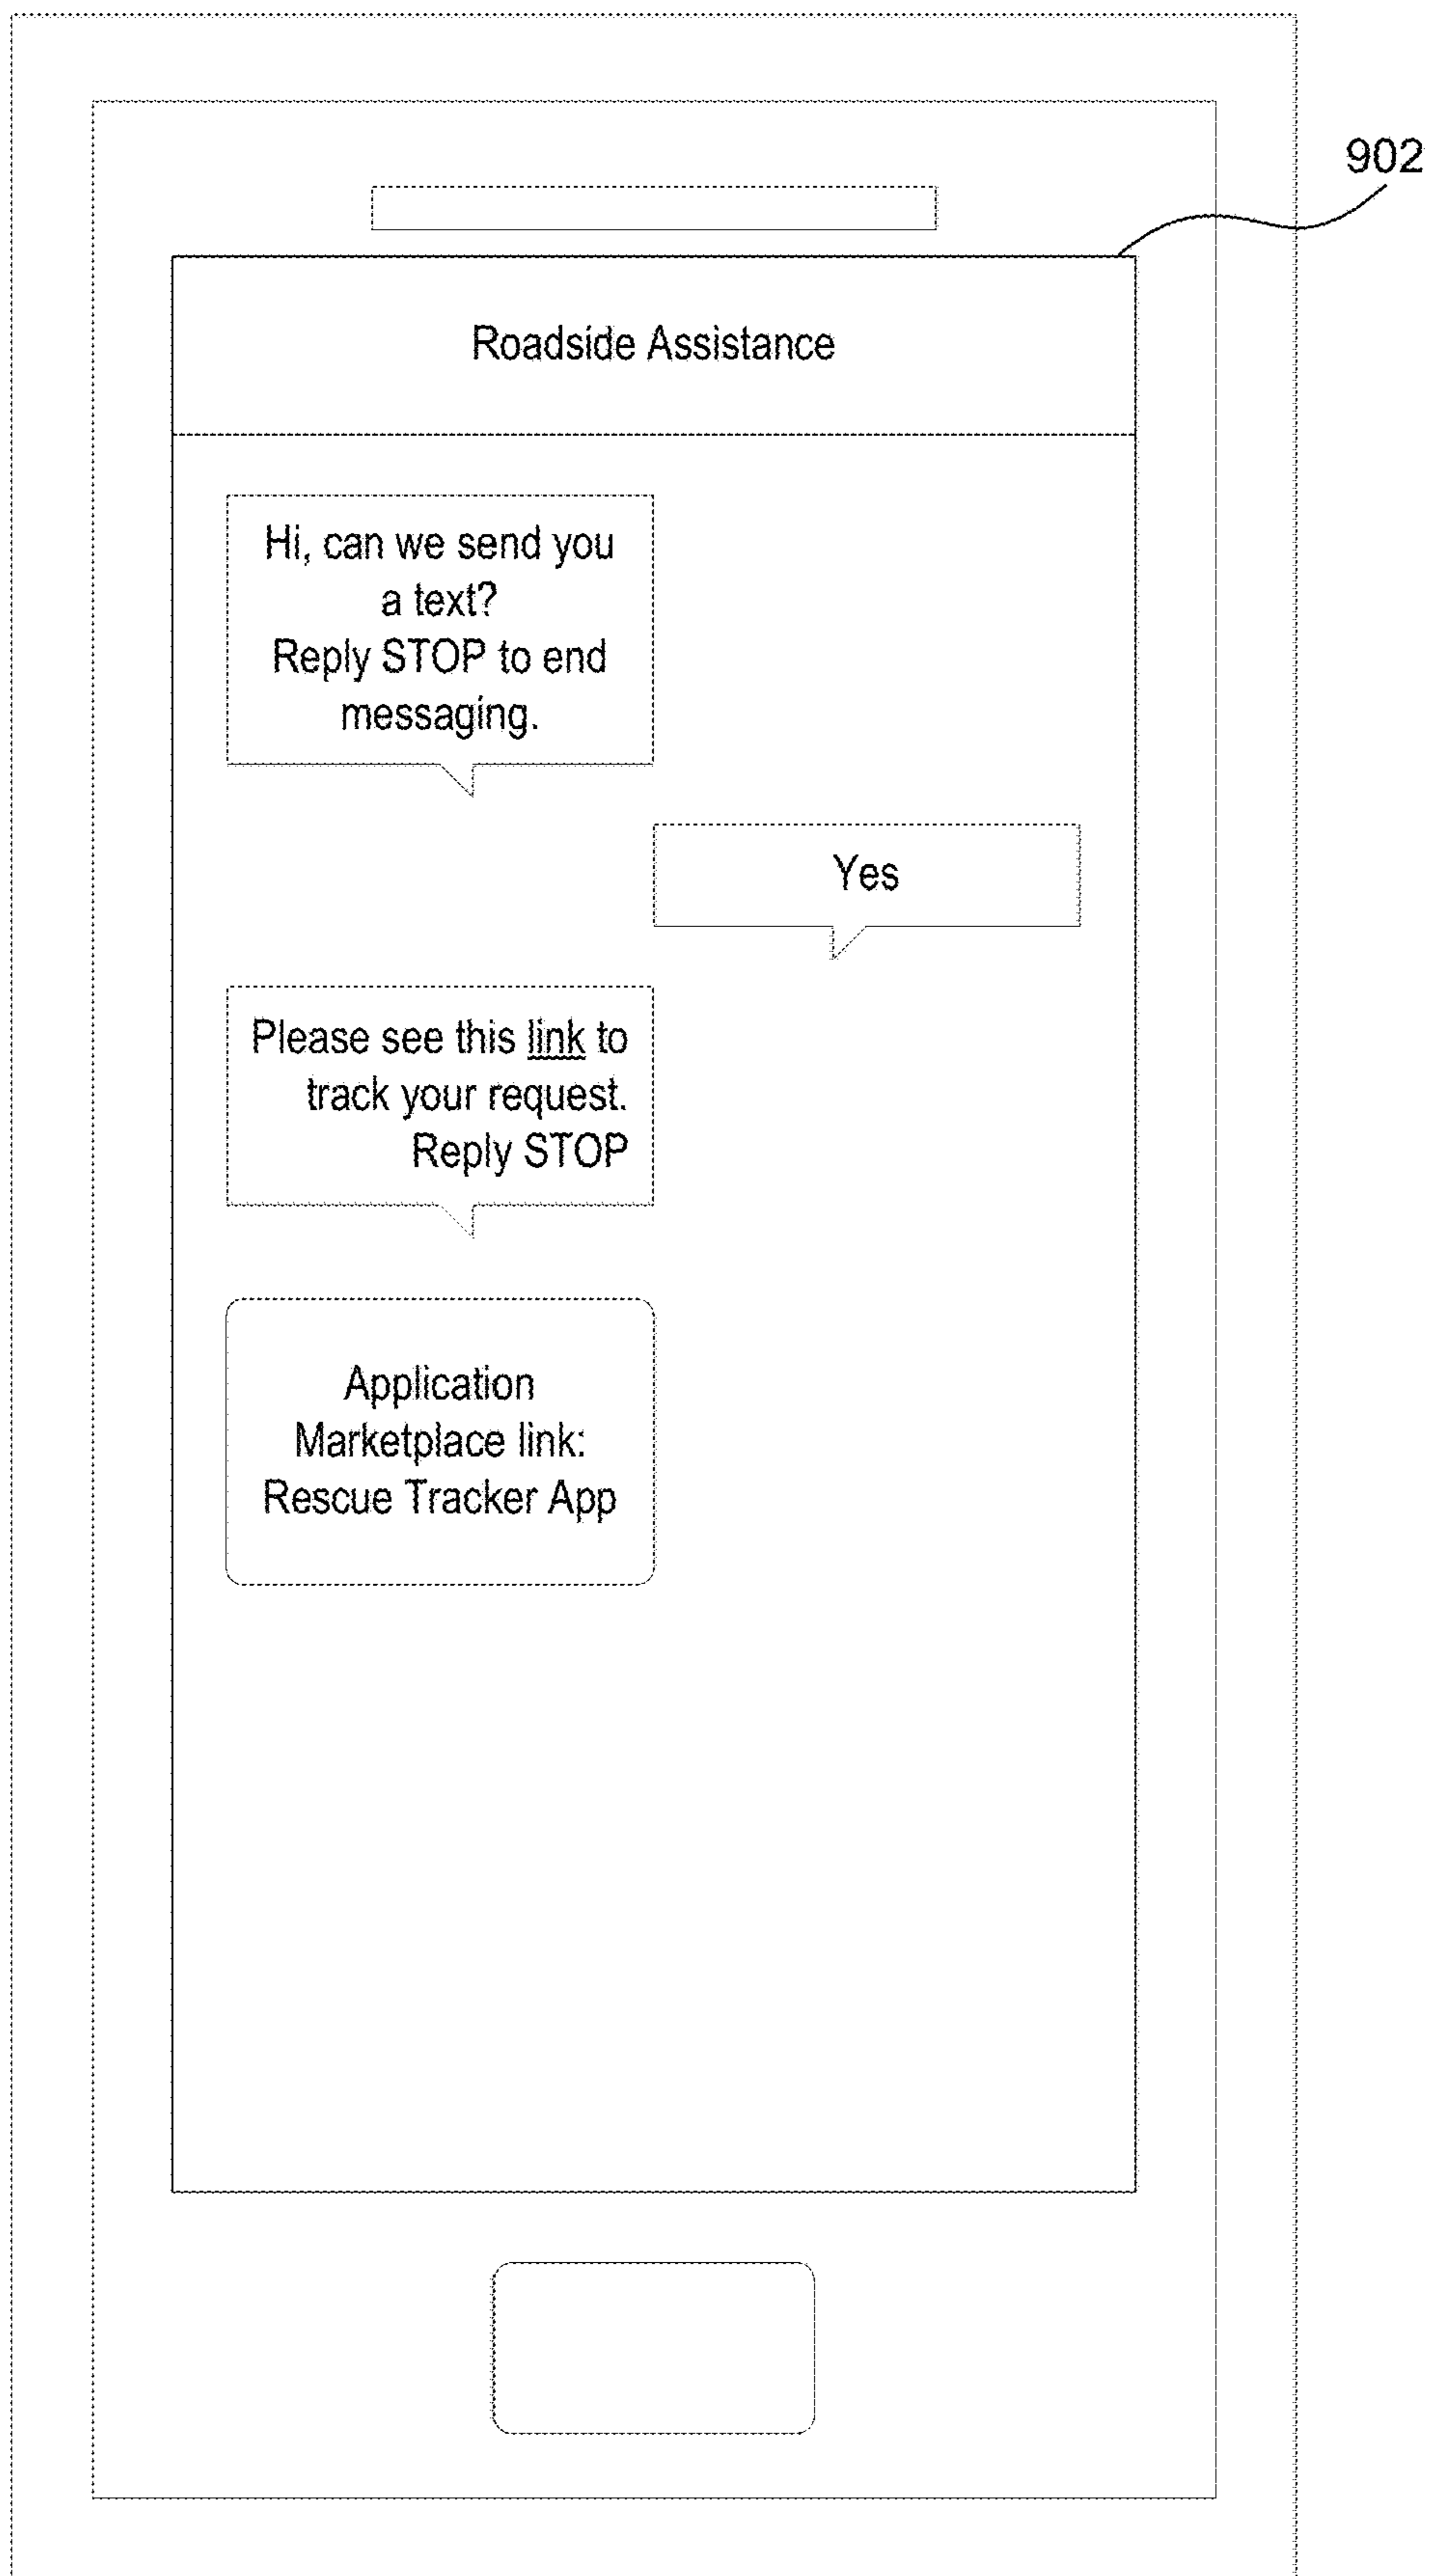 902
Roadside Assistance
Hi, can we send you
a text?
Reply STOP to end
messaging.
Yes
Please see this link to
track your request.
Reply STOP
Application
Marketplace link:
Rescue Tracker App